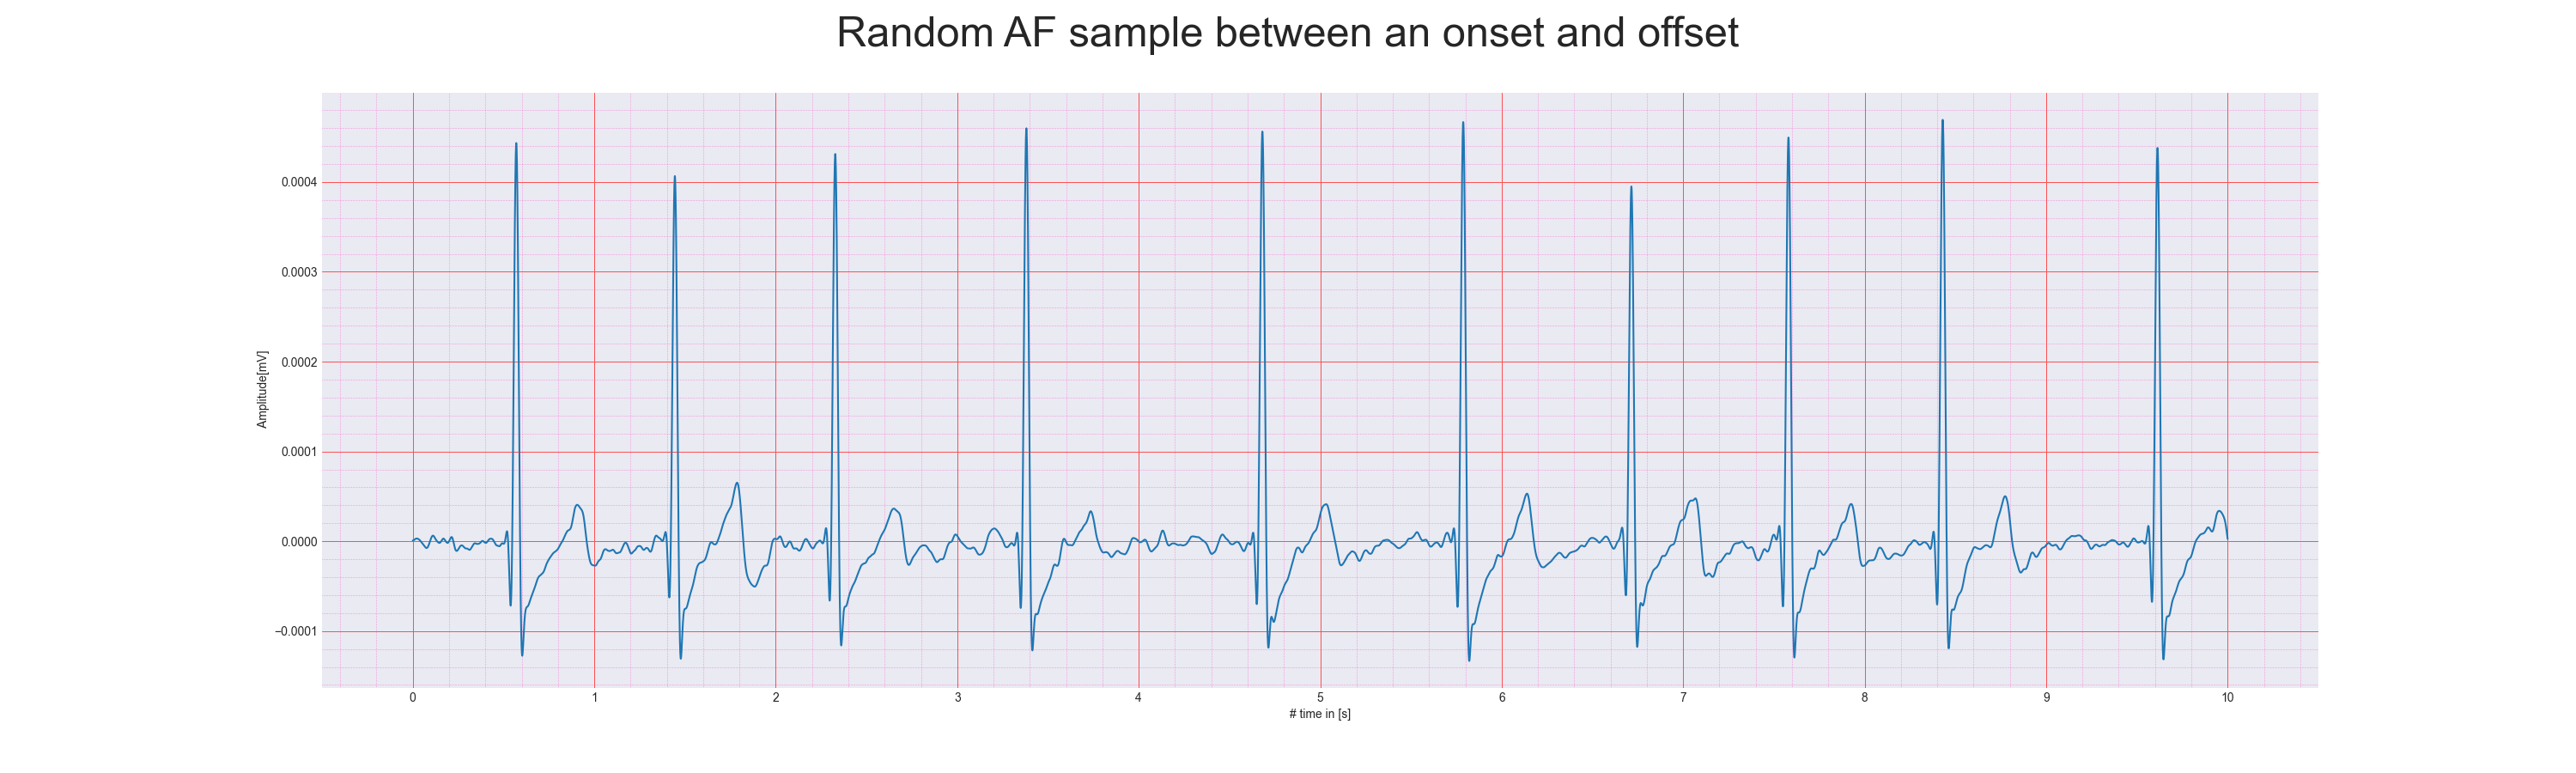 Random AF sample between an onset and offset
0.0004
0.0003
0.0002
0.0001
0.0000
−0.0001
Amplitude[mV]
0 1 2 3 4 5 6 7 8 9 10
# time in [s]